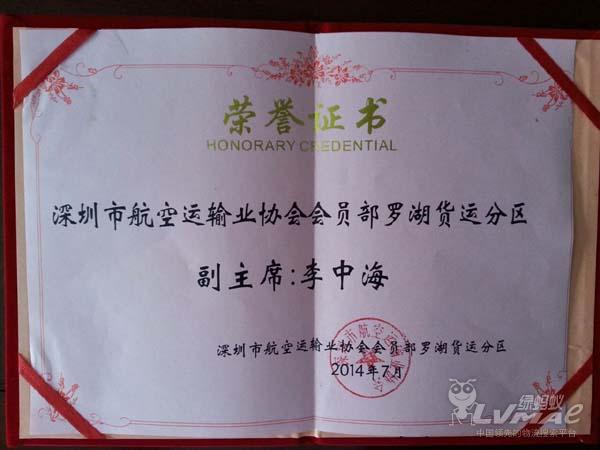 荣誉证书
HONORARY CREDENTIAL
深圳市航空运输业协会会员部罗湖货运分区
副主席:李中海
深圳市航空运输业协会会员部罗湖货运分区
2014年7月
绿蚂蚁
LVMAE
中国领先的物流搜索平台